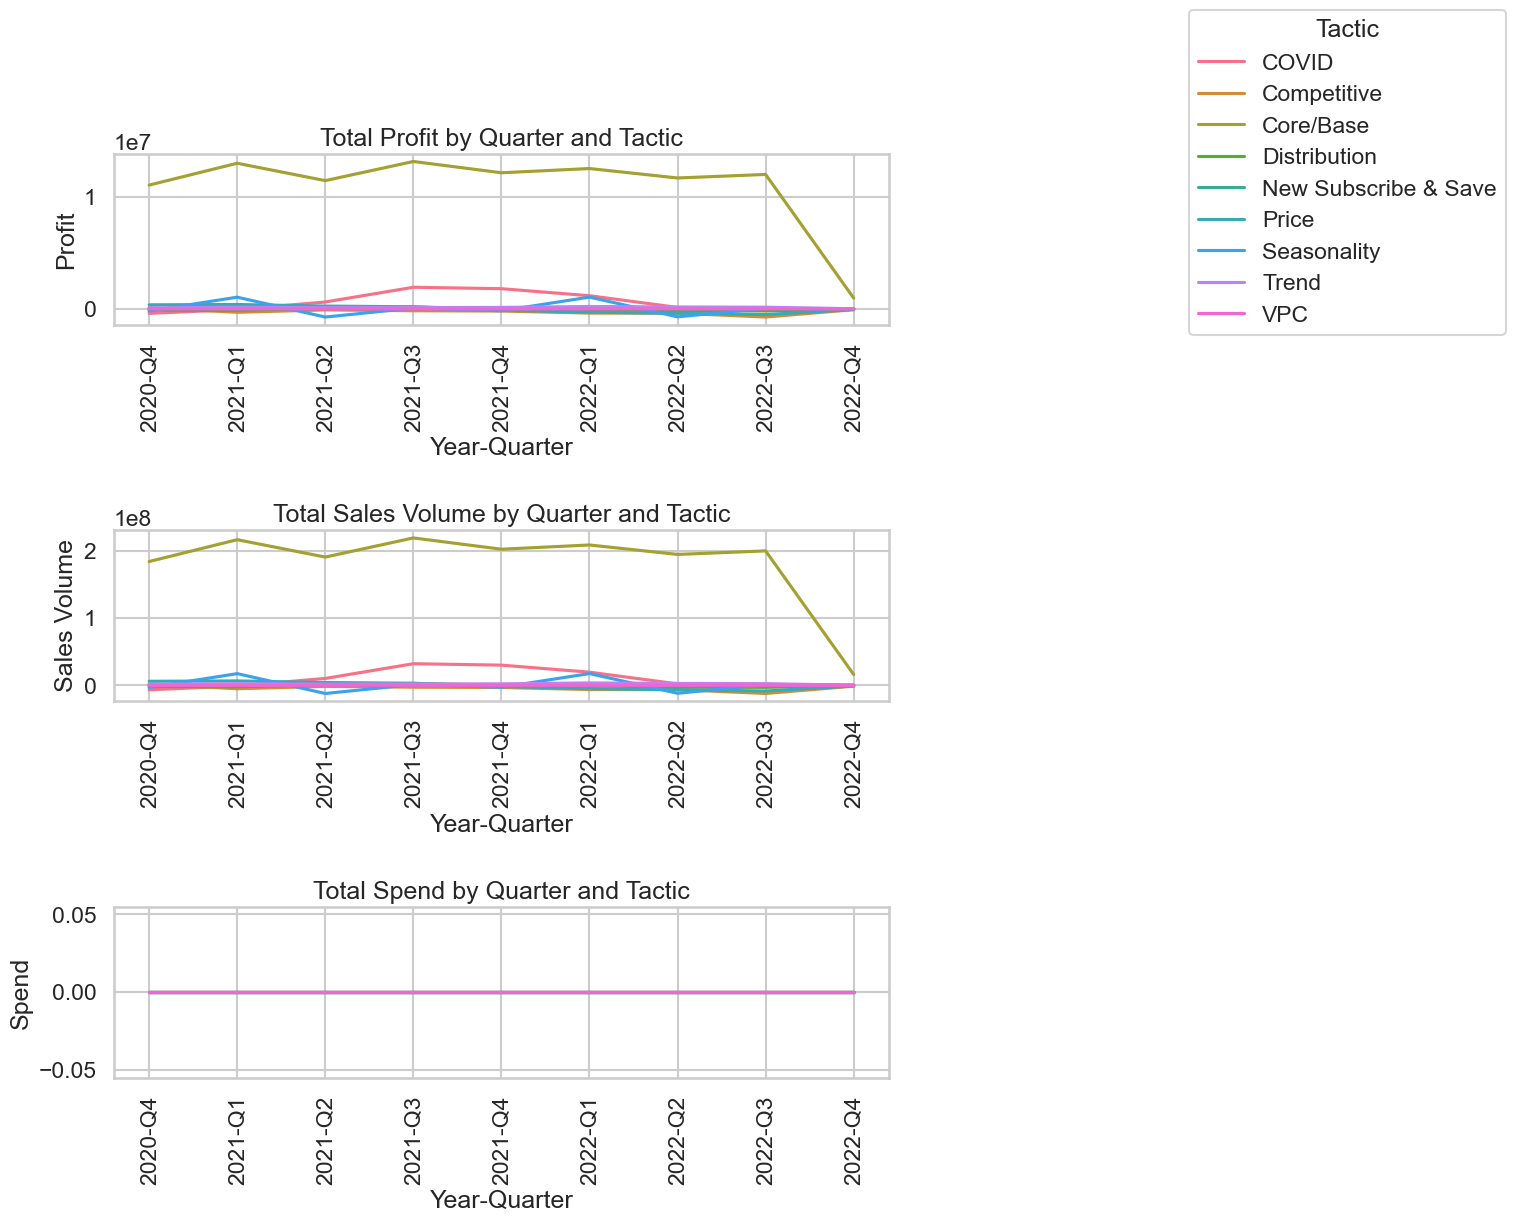 Tactic
COVID
Competitive
Core/Base
Distribution
New Subscribe & Save
Price
Seasonality
Trend
VPC
Total Profit by Quarter and Tactic
1e7
1
0
Profit
2020-Q4
2021-Q1
2021-Q2
2021-Q3
2021-Q4
2022-Q1
2022-Q2
2022-Q3
2022-Q4
Year-Quarter
Total Sales Volume by Quarter and Tactic
1e8
2
1
0
Sales Volume
2020-Q4
2021-Q1
2021-Q2
2021-Q3
2021-Q4
2022-Q1
2022-Q2
2022-Q3
2022-Q4
Year-Quarter
Total Spend by Quarter and Tactic
0.05
0.00
−0.05
Spend
2020-Q4
2021-Q1
2021-Q2
2021-Q3
2021-Q4
2022-Q1
2022-Q2
2022-Q3
2022-Q4
Year-Quarter